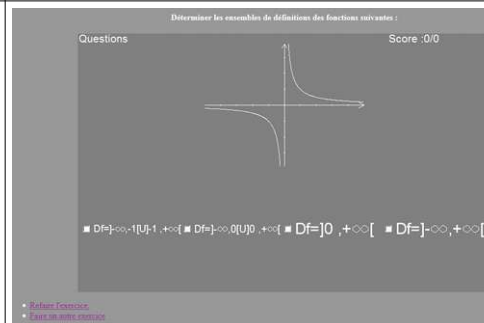 Déterminer les ensembles de définitions des fonctions suivantes :
Questions Score :0/0
Df=]-∞,-1[U]-1 ,+∞[ Df=]-∞,0[U]0 ,+∞[ Df=]0 ,+∞[ Df=]-∞,+∞[
Refaire l'exercice.
Faire un autre exercice